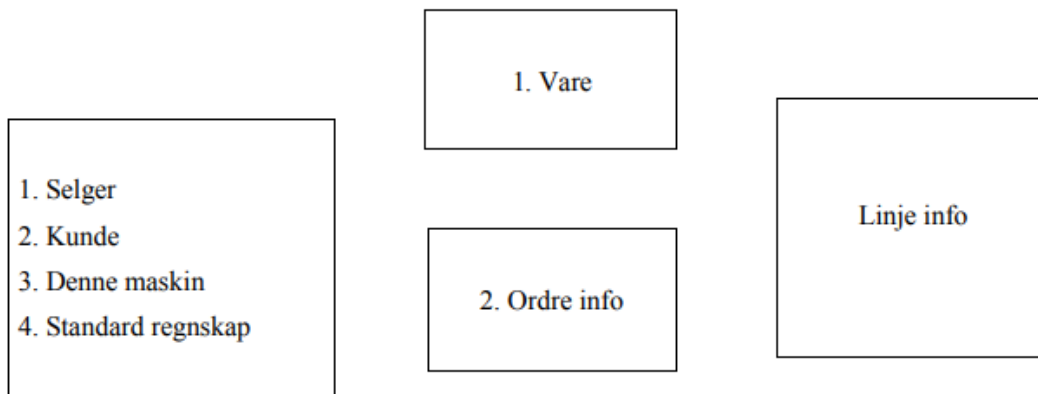 1. Selger
2. Kunde
3. Denne maskin
4. Standard regnskap
1. Vare
2. Ordre info
Linje info